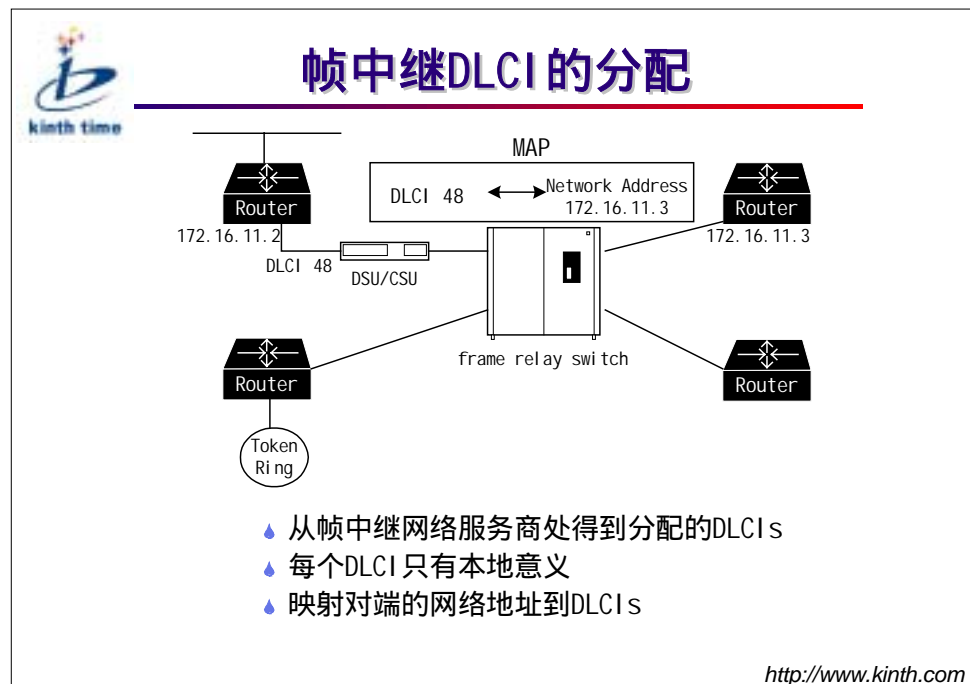 kinth time
帧中继DLCI的分配
MAP
DLCI 48
Network Address
172.16.11.3
Router
172.16.11.2
Router
172.16.11.3
DLCI 48
DSU/CSU
frame relay switch
Router
Router
Token
Ring
从帧中继网络服务商处得到分配的DLCIs
每个DLCI只有本地意义
映射对端的网络地址到DLCIs
http://www.kinth.com